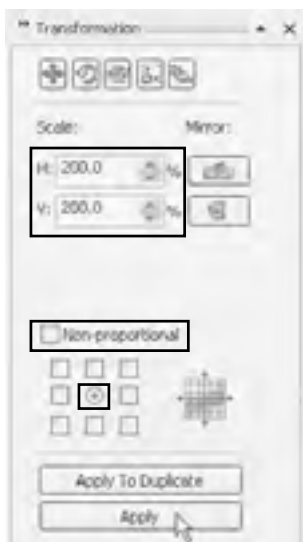 Transformation
Scale: Mirror:
H: 200.0 %
V: 200.0 %
Non-proportional
Apply To Duplicate
Apply